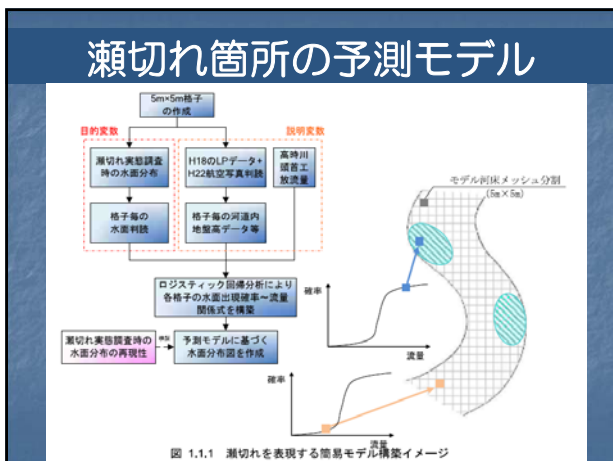 瀬切れ箇所の予測モデル
5m×5m格子
の作成
目的変数
説明変数
瀬切れ実態調査
時の水面分布
H18のLPデータ+
H22航空写真判読
高時川
頭首工
放流量
格子毎の
水面判読
格子毎の河道内
地盤高データ等
モデル河床メッシュ分割
(5m×5m)
ロジスティック回帰分析により
各格子の水面出現確率~流量
関係式を構築
瀬切れ実態調査時の
水面分布の再現性
検証
予測モデルに基づく
水面分布図を作成
確率
流量
確率
流量
図 1.1.1 瀬切れを表現する簡易モデル構築イメージ